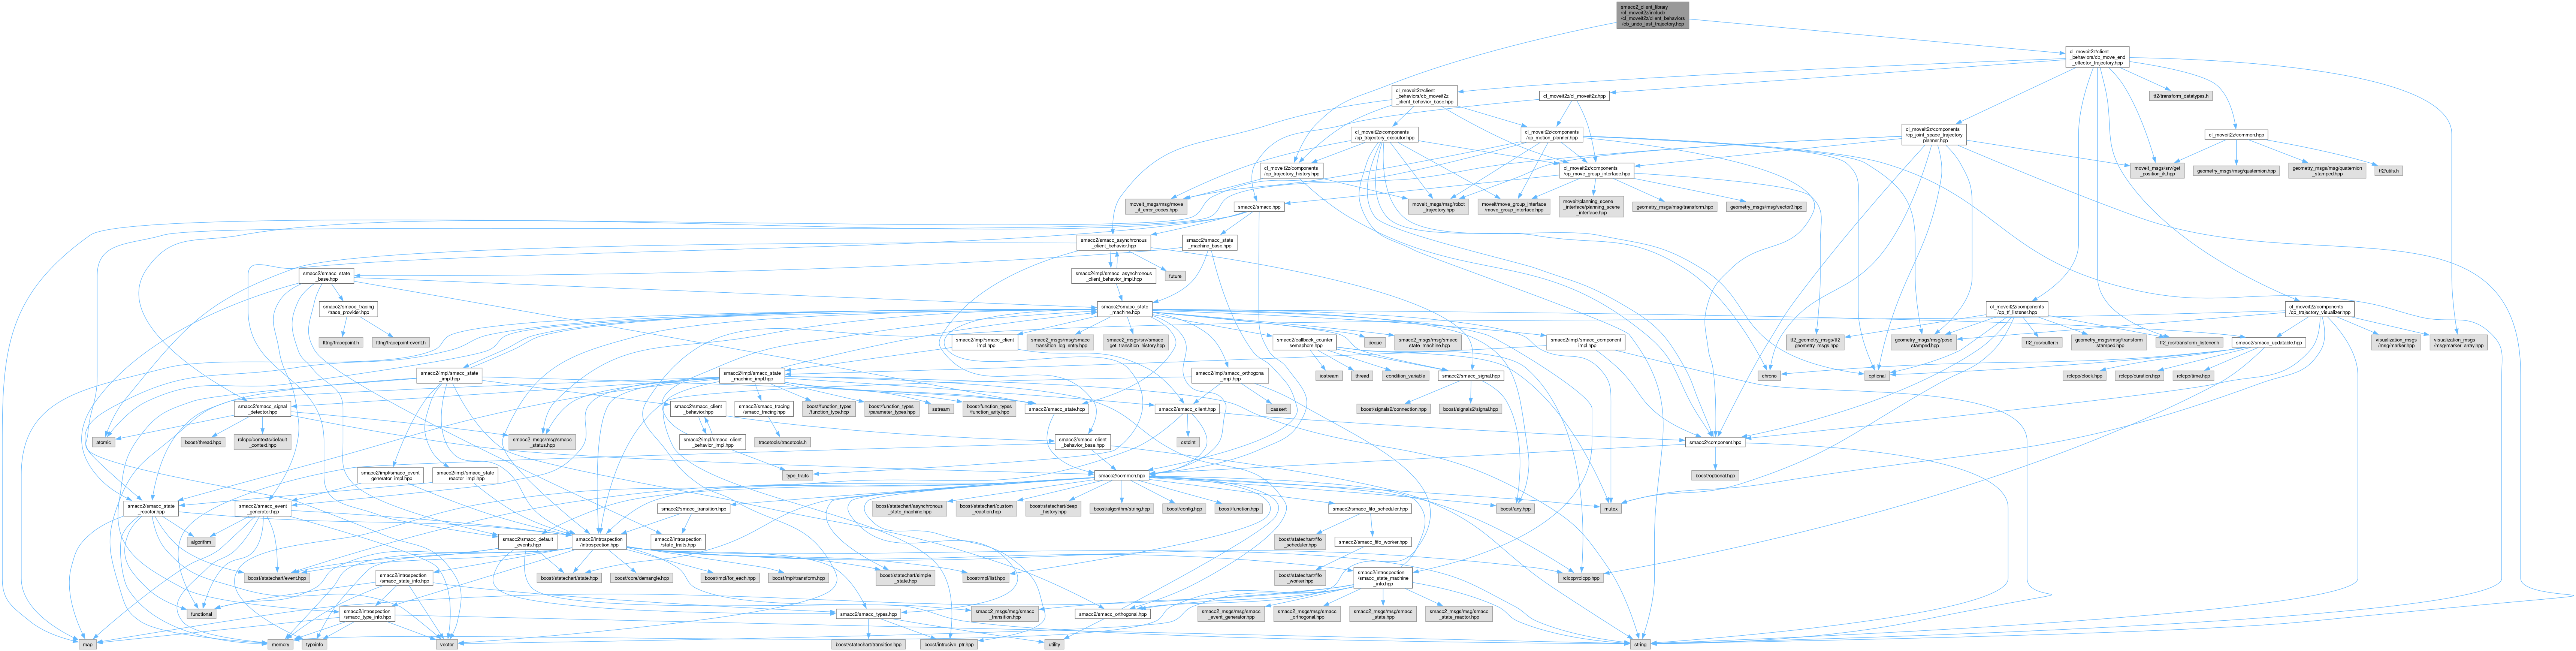 smacc2_client_library
/cl_moveit2z/include
/cl_moveit2z/client_behaviors
/cb_undo_last_trajectory.hpp
cl_moveit2z/client
_behaviors/cb_move_end
_effector_trajectory.hpp
cl_moveit2z/client
_behaviors/cb_moveit2z
_client_behavior_base.hpp
cl_moveit2z/cl_moveit2z.hpp
tf2/transform_datatypes.h
cl_moveit2z/components
/cp_trajectory_executor.hpp
cl_moveit2z/components
/cp_motion_planner.hpp
cl_moveit2z/components
/cp_joint_space_trajectory
_planner.hpp
cl_moveit2z/common.hpp
cl_moveit2z/components
/cp_trajectory_history.hpp
cl_moveit2z/components
/cp_move_group_interface.hpp
moveit_msgs/srv/get
_position_ik.hpp
geometry_msgs/msg/quaternion.hpp
geometry_msgs/msg/quaternion
_stamped.hpp
tf2/utils.h
moveit_msgs/msg/move
_it_error_codes.hpp
smacc2/smacc.hpp
moveit_msgs/msg/robot
_trajectory.hpp
moveit/move_group_interface
/move_group_interface.hpp
moveit/planning_scene
_interface/planning_scene
_interface.hpp
geometry_msgs/msg/transform.hpp
geometry_msgs/msg/vector3.hpp
smacc2/smacc_asynchronous
_client_behavior.hpp
smacc2/smacc_state
_machine_base.hpp
smacc2/smacc_state
_base.hpp
smacc2/impl/smacc_asynchronous
_client_behavior_impl.hpp
future
smacc2/smacc_tracing
/trace_provider.hpp
smacc2/smacc_state
_machine.hpp
cl_moveit2z/components
/cp_tf_listener.hpp
cl_moveit2z/components
/cp_trajectory_visualizer.hpp
lttng/tracepoint.h
lttng/tracepoint-event.h
smacc2/impl/smacc_client
_impl.hpp
smacc2_msgs/msg/smacc
_transition_log_entry.hpp
smacc2_msgs/srv/smacc
_get_transition_history.hpp
smacc2/callback_counter
_semaphore.hpp
deque
smacc2_msgs/msg/smacc
_state_machine.hpp
smacc2/impl/smacc_component
_impl.hpp
tf2_geometry_msgs/tf2
_geometry_msgs.hpp
geometry_msgs/msg/pose
_stamped.hpp
tf2_ros/buffer.h
geometry_msgs/msg/transform
_stamped.hpp
tf2_ros/transform_listener.h
smacc2/smacc_updatable.hpp
visualization_msgs
/msg/marker.hpp
visualization_msgs
/msg/marker_array.hpp
smacc2/impl/smacc_state
_impl.hpp
smacc2/impl/smacc_state
_machine_impl.hpp
smacc2/impl/smacc_orthogonal
_impl.hpp
iostream
thread
condition_variable
smacc2/smacc_signal.hpp
chrono
optional
rclcpp/clock.hpp
rclcpp/duration.hpp
rclcpp/time.hpp
smacc2/smacc_signal
_detector.hpp
smacc2/smacc_client
_behavior.hpp
smacc2/smacc_tracing
/smacc_tracing.hpp
boost/function_types
/function_type.hpp
boost/function_types
/parameter_types.hpp
sstream
boost/function_types
/function_arity.hpp
smacc2/smacc_state.hpp
smacc2/smacc_client.hpp
cassert
boost/signals2/connection.hpp
boost/signals2/signal.hpp
atomic
boost/thread.hpp
rclcpp/contexts/default
_context.hpp
smacc2_msgs/msg/smacc
_status.hpp
smacc2/impl/smacc_client
_behavior_impl.hpp
tracetools/tracetools.h
smacc2/smacc_client
_behavior_base.hpp
cstdint
smacc2/component.hpp
smacc2/impl/smacc_event
_generator_impl.hpp
smacc2/impl/smacc_state
_reactor_impl.hpp
type_traits
smacc2/common.hpp
boost/optional.hpp
smacc2/smacc_state
_reactor.hpp
smacc2/smacc_event
_generator.hpp
smacc2/smacc_transition.hpp
boost/statechart/asynchronous
_state_machine.hpp
boost/statechart/custom
_reaction.hpp
boost/statechart/deep
_history.hpp
boost/algorithm/string.hpp
boost/config.hpp
boost/function.hpp
smacc2/smacc_fifo_scheduler.hpp
boost/any.hpp
mutex
algorithm
smacc2/smacc_default
_events.hpp
smacc2/introspection
/introspection.hpp
smacc2/introspection
/state_traits.hpp
boost/statechart/fifo
_scheduler.hpp
smacc2/smacc_fifo_worker.hpp
boost/statechart/event.hpp
smacc2/introspection
/smacc_state_info.hpp
boost/statechart/state.hpp
boost/core/demangle.hpp
boost/mpl/for_each.hpp
boost/mpl/transform.hpp
boost/statechart/simple
_state.hpp
boost/mpl/list.hpp
boost/statechart/fifo
_worker.hpp
smacc2/introspection
/smacc_state_machine
_info.hpp
rclcpp/rclcpp.hpp
functional
smacc2/introspection
/smacc_type_info.hpp
smacc2/smacc_types.hpp
smacc2_msgs/msg/smacc
_transition.hpp
smacc2/smacc_orthogonal.hpp
smacc2_msgs/msg/smacc
_event_generator.hpp
smacc2_msgs/msg/smacc
_orthogonal.hpp
smacc2_msgs/msg/smacc
_state.hpp
smacc2_msgs/msg/smacc
_state_reactor.hpp
map
memory
typeinfo
vector
boost/statechart/transition.hpp
boost/intrusive_ptr.hpp
utility
string